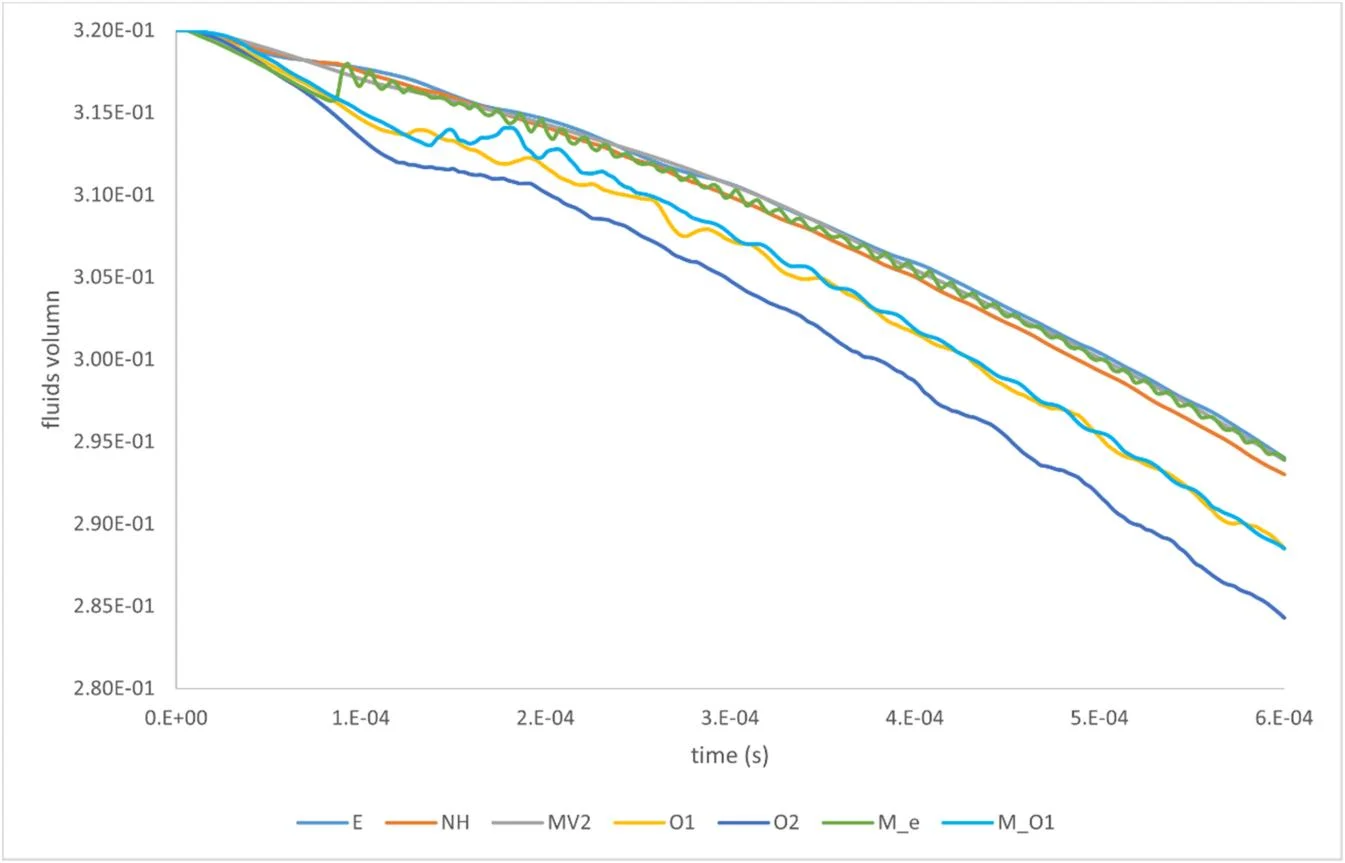 3.20E-01
3.15E-01
3.10E-01
3.05E-01
3.00E-01
2.95E-01
2.90E-01
2.85E-01
2.80E-01
fluids volumn
0.E+00 1.E-04 2.E-04 3.E-04 4.E-04 5.E-04 6.E-04
time (s)
E NH MV2 O1 O2 M_e M_O1